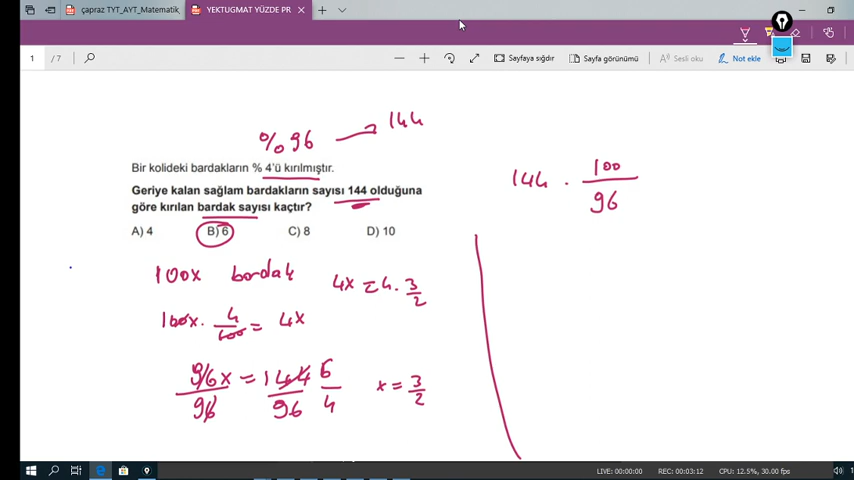 çapraz TYT_AYT_Matematik_
YEKTUGMAT YÜZDE PR
1 / 7
Sayfaya sığdır
Sayfa görünümü
Sesli oku
Not ekle
%96 → 144
Bir kolideki bardakların % 4'ü kırılmıştır.
Geriye kalan sağlam bardakların sayısı 144 olduğuna
göre kırılan bardak sayısı kaçtır?
A) 4 B) 6 C) 8 D) 10
100x bardak
100x · 4/100 = 4x
96x/96 = 144/96 6/4
x = 3/2
4x = 4 · 3/2
144 · 100/96
LIVE: 00:00:00
REC: 00:03:12
CPU: 12.5%, 30.00 fps